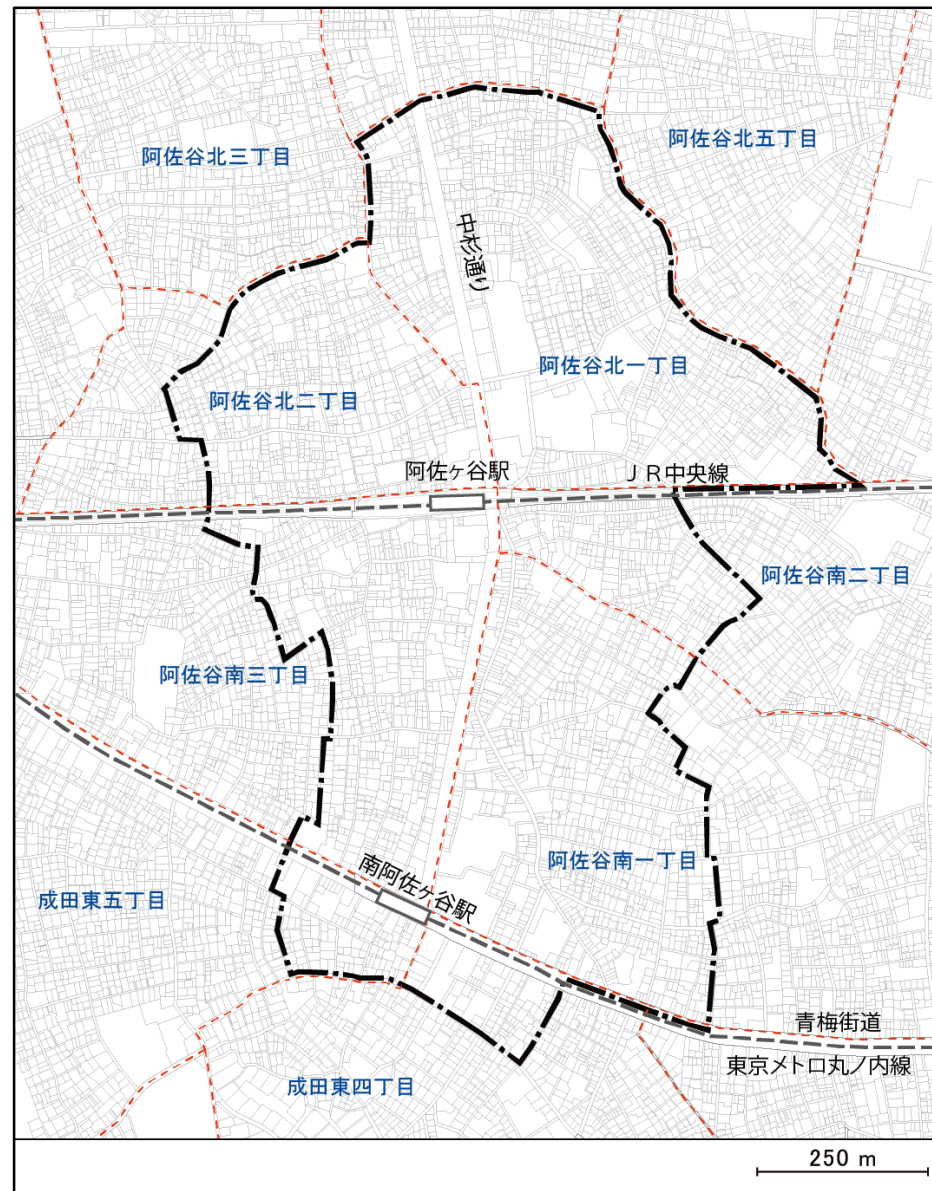 阿佐谷北五丁目
阿佐谷北三丁目
中杉通り
阿佐谷北一丁目
阿佐谷北二丁目
阿佐ヶ谷駅
JR中央線
阿佐谷南二丁目
阿佐谷南三丁目
阿佐谷南一丁目
南阿佐ヶ谷駅
成田東五丁目
青梅街道
東京メトロ丸ノ内線
成田東四丁目
250 m